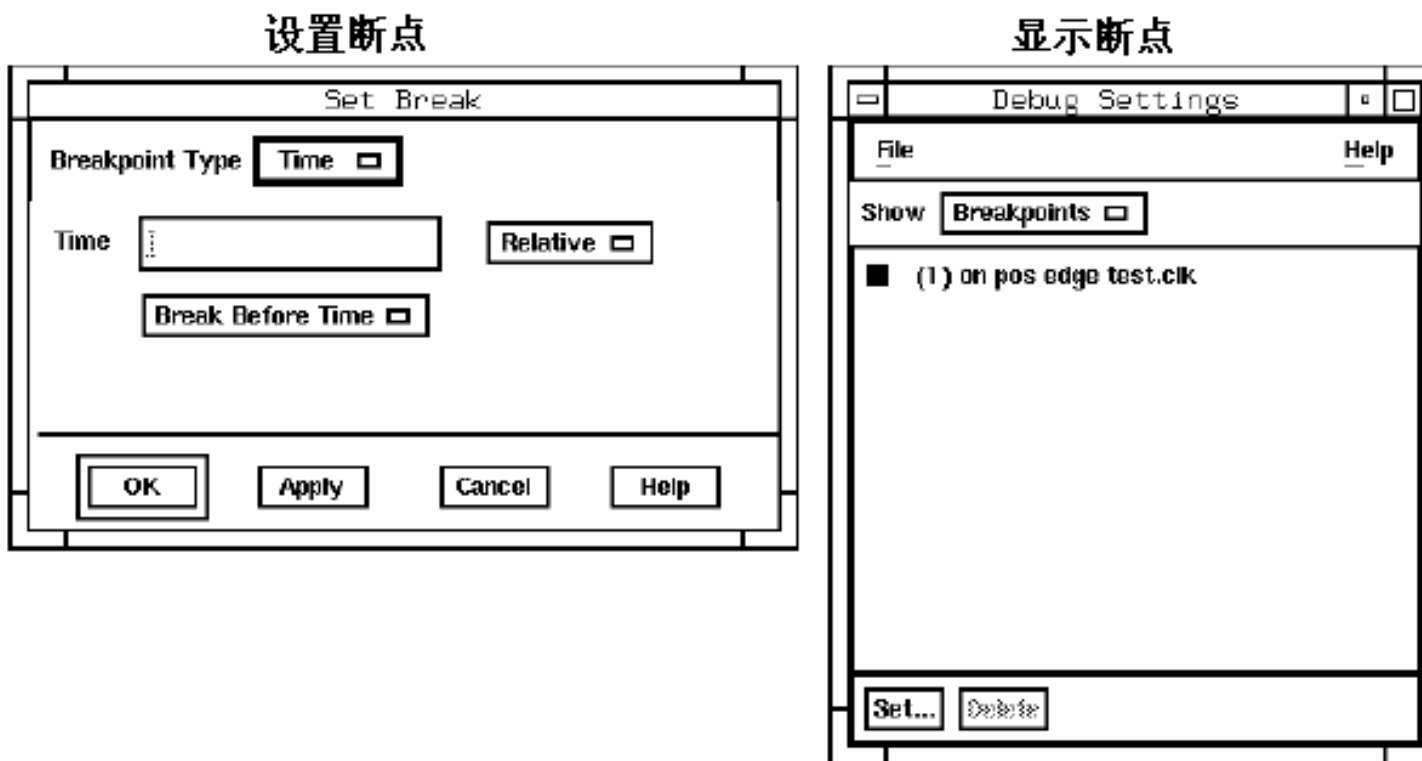 设置断点
Set Break
Breakpoint Type Time
Time Relative
Break Before Time
OK Apply Cancel Help
显示断点
Debug Settings
File Help
Show Breakpoints
(1) on pos edge test.clk
Set... Delete